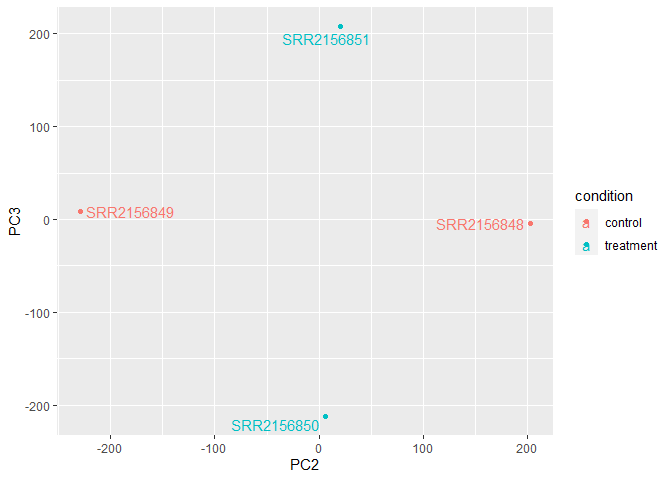 200
100
0
-100
-200
PC3
SRR2156851
SRR2156849
SRR2156848
SRR2156850
-200
-100
0
100
200
PC2
condition
a control
a treatment